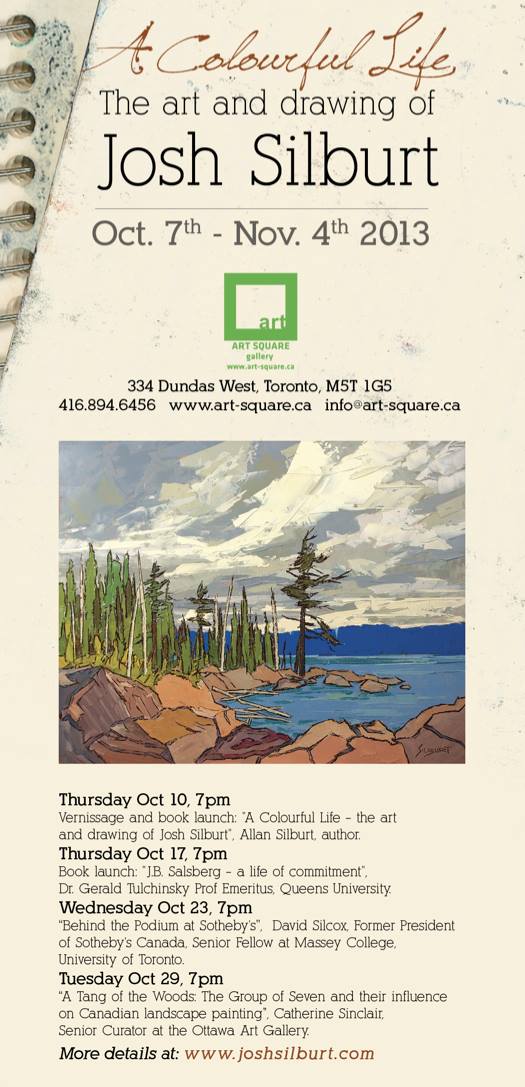 A Colourful Life
The art and drawing of
Josh Silburt
Oct. 7th - Nov. 4th 2013
art
ART SQUARE
gallery
www.art-square.ca
334 Dundas West, Toronto, M5T 1G5
416.894.6456 www.art-square.ca info@art-square.ca
SILBURT
Thursday Oct 10, 7pm
Vernissage and book launch: "A Colourful Life – the art
and drawing of Josh Silburt", Allan Silburt, author.
Thursday Oct 17, 7pm
Book launch: "J.B. Salsberg – a life of commitment",
Dr. Gerald Tulchinsky Prof Emeritus, Queens University.
Wednesday Oct 23, 7pm
"Behind the Podium at Sotheby's", David Silcox, Former President
of Sotheby's Canada, Senior Fellow at Massey College,
University of Toronto.
Tuesday Oct 29, 7pm
"A Tang of the Woods: The Group of Seven and their influence
on Canadian landscape painting", Catherine Sinclair,
Senior Curator at the Ottawa Art Gallery.
More details at: www.joshsilburt.com